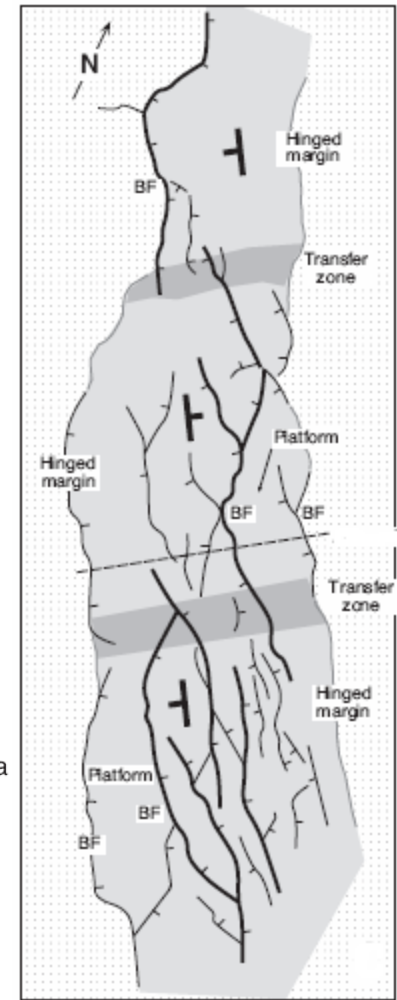 N
Hinged
margin
BF
Transfer
zone
Platform
Hinged
margin
BF
BF
Transfer
zone
Hinged
margin
a
Platform
BF
BF